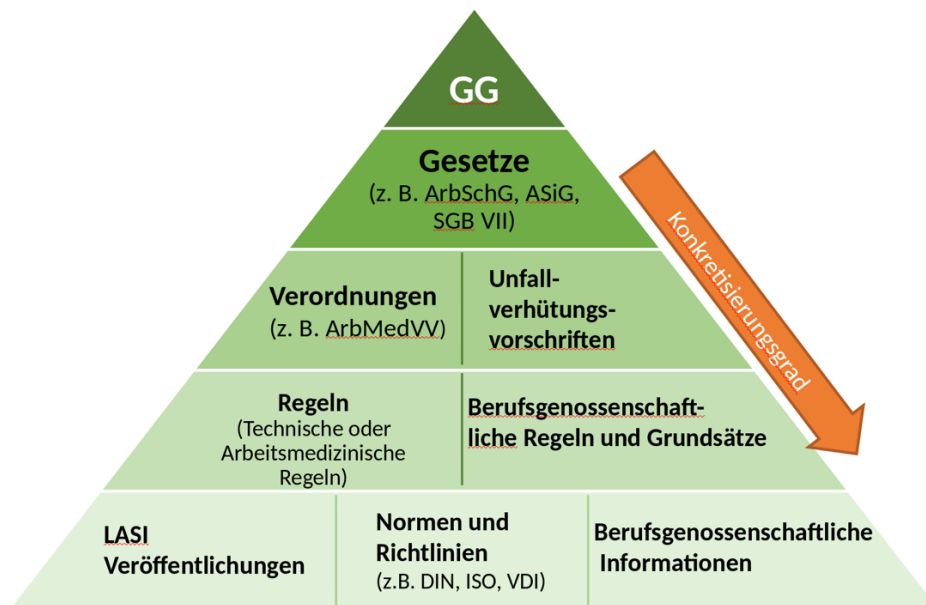 GG
Gesetze
(z. B. ArbSchG, ASiG,
SGB VII)
Konkretisierungsgrad
Verordnungen
(z. B. ArbMedVV)
Unfall-
verhütungs-
vorschriften
Regeln
(Technische oder
Arbeitsmedizinische
Regeln)
Berufsgenossenschaft-
liche Regeln und Grundsätze
LASI
Veröffentlichungen
Normen und
Richtlinien
(z.B. DIN, ISO, VDI)
Berufsgenossenschaftliche
Informationen